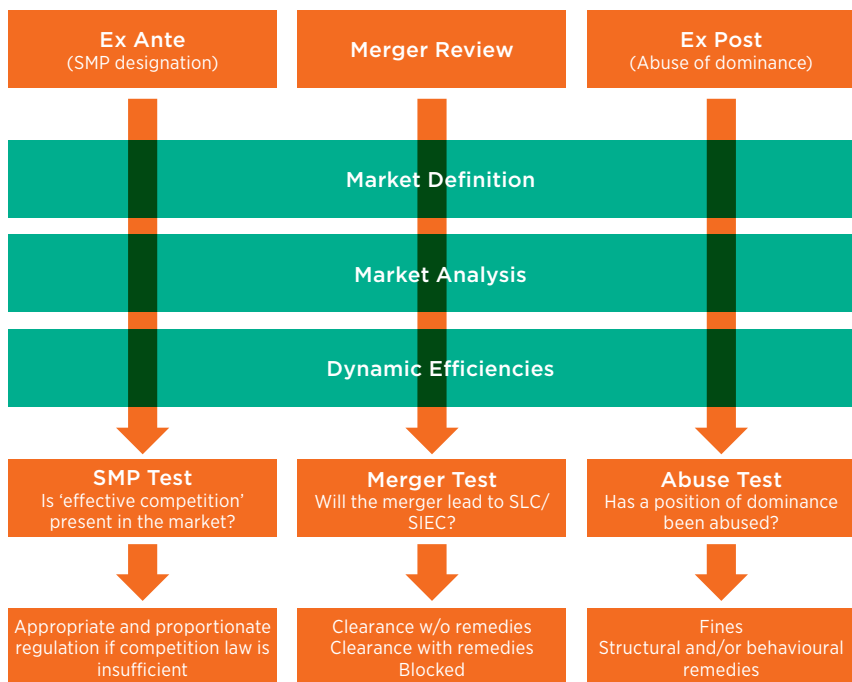 Ex Ante
(SMP designation)
Merger Review
Ex Post
(Abuse of dominance)
Market Definition
Market Analysis
Dynamic Efficiencies
SMP Test
Is ‘effective competition’
present in the market?
Merger Test
Will the merger lead to SLC/
SIEC?
Abuse Test
Has a position of dominance
been abused?
Appropriate and proportionate
regulation if competition law is
insufficient
Clearance w/o remedies
Clearance with remedies
Blocked
Fines
Structural and/or behavioural
remedies